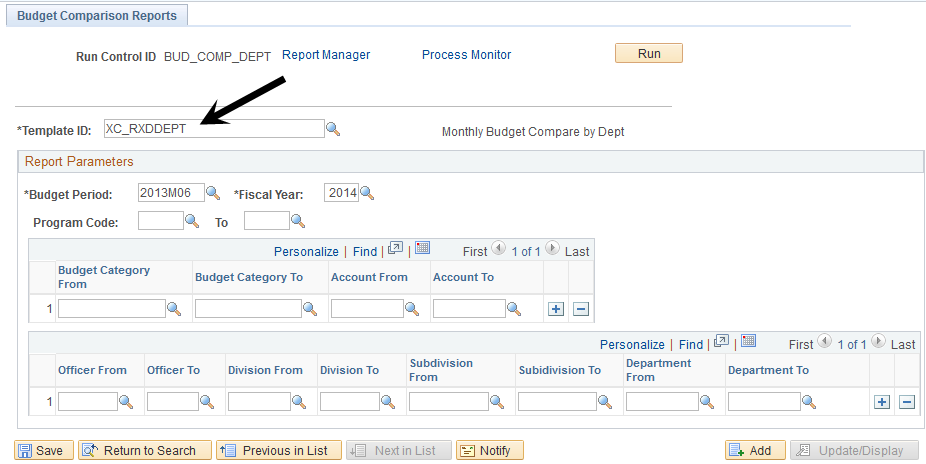 Budget Comparison Reports
Run Control ID BUD_COMP_DEPT Report Manager Process Monitor Run
*Template ID: XC_RXDDEPT Monthly Budget Compare by Dept
Report Parameters
*Budget Period: 2013M06 *Fiscal Year: 2014
Program Code: To
Personalize | Find | | First 1 of 1 Last
Budget Category From Budget Category To Account From Account To
1
Personalize | Find | | First 1 of 1 Last
Officer From Officer To Division From Division To Subdivision From Subidivision To Department From Department To
1
Save Return to Search Previous in List Next in List Notify Add Update/Display